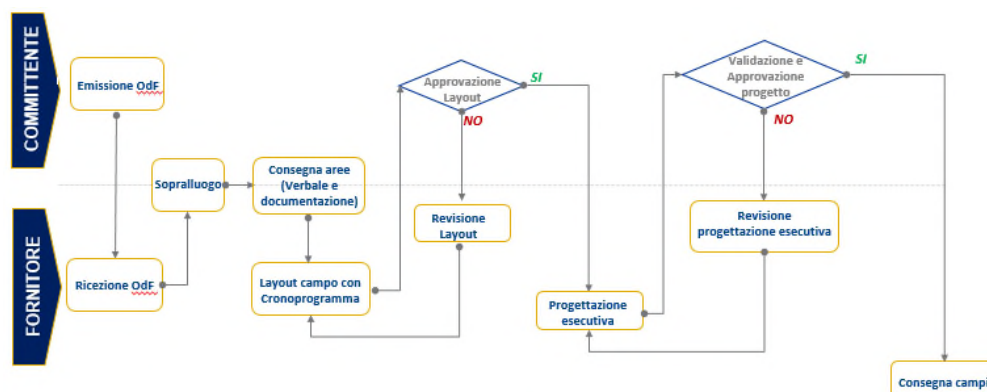 COMMITTENTE
Emissione OdF
Approvazione
Layout
SI
NO
Validazione e
Approvazione
progetto
SI
NO
Sopralluogo
Consegna aree
(Verbale e
documentazione)
Revisione
Layout
Revisione
progettazione esecutiva
FORNITORE
Ricezione OdF
Layout campo con
Cronoprogramma
Progettazione
esecutiva
Consegna campi